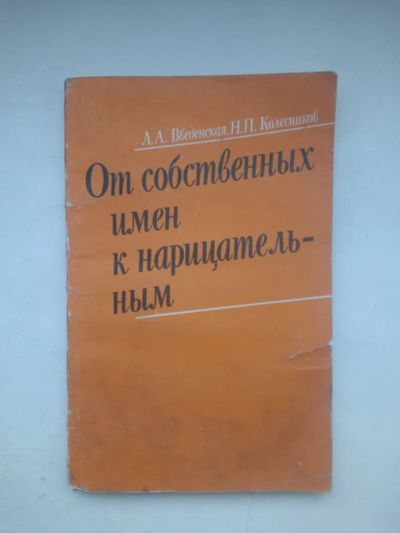 Л. А. Введенская, Н. П. Колесников
От собственных
имен
к нарицатель-
ным